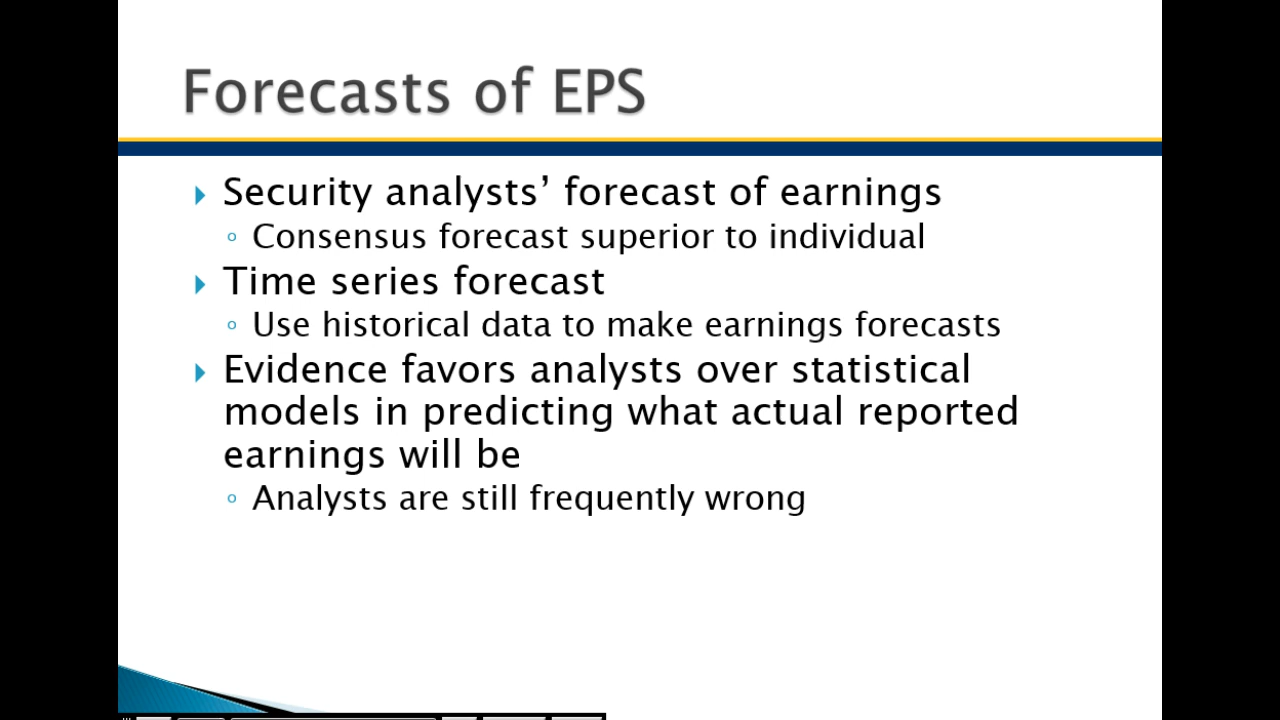 Forecasts of EPS
Security analysts’ forecast of earnings
Consensus forecast superior to individual
Time series forecast
Use historical data to make earnings forecasts
Evidence favors analysts over statistical
models in predicting what actual reported
earnings will be
Analysts are still frequently wrong